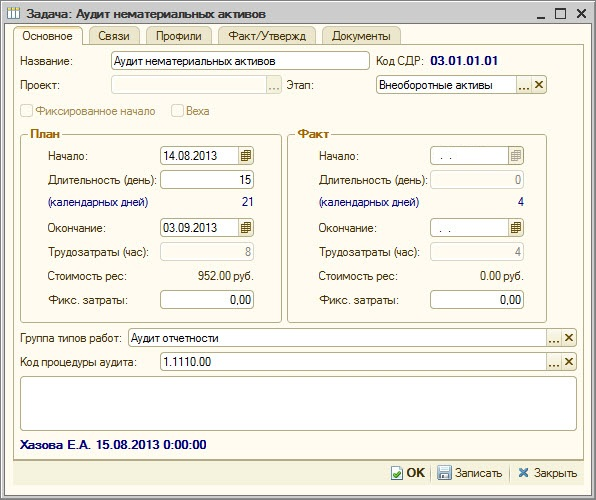 Задача: Аудит нематериальных активов
Основное Связи Профили Факт/Утвержд Документы
Название: Аудит нематериальных активов Код СДР: 03.01.01.01
Проект: ... Этап: Внеоборотные активы ...
Фиксированное начало Веха
План Факт
Начало: 14.08.2013 Начало: . .
Длительность (день): 15 Длительность (день): 0
(календарных дней) 21 (календарных дней) 4
Окончание: 03.09.2013 Окончание: . .
Трудозатраты (час): 8 Трудозатраты (час): 4
Стоимость рес: 952.00 руб. Стоимость рес: 0.00 руб.
Фикс. затраты: 0,00 Фикс. затраты: 0,00
Группа типов работ: Аудит отчетности ...
Код процедуры аудита: 1.1110.00 ...
Хазова Е.А. 15.08.2013 0:00:00
OK Записать Закрыть